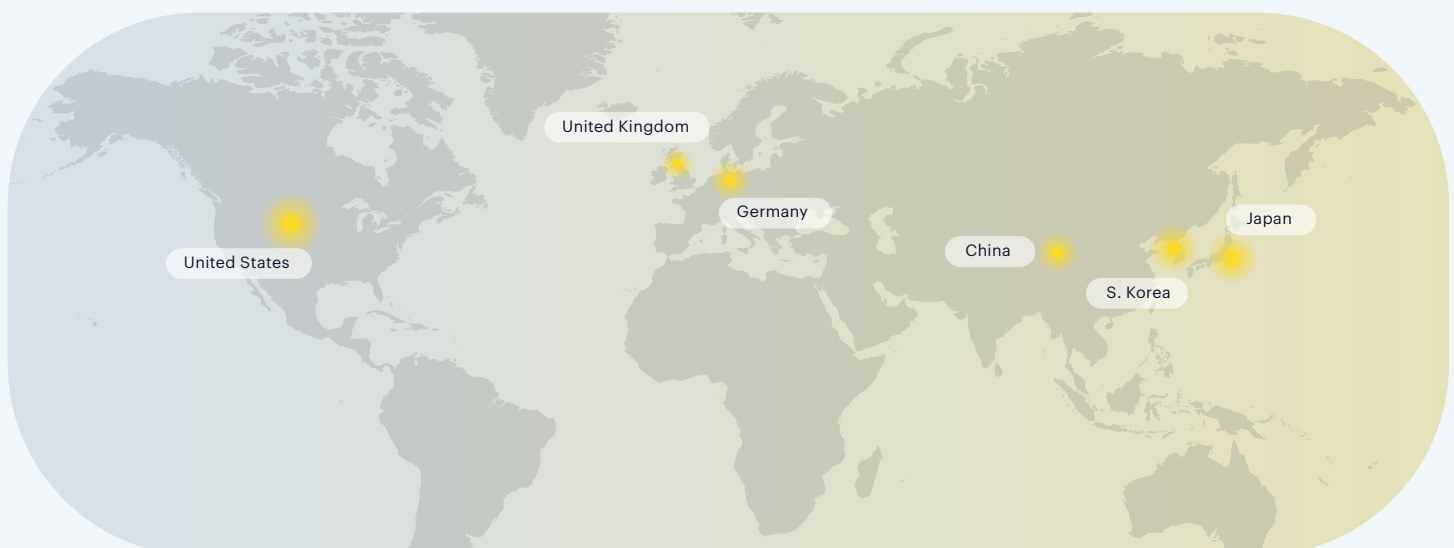 United Kingdom
Germany
Japan
China
United States
S. Korea